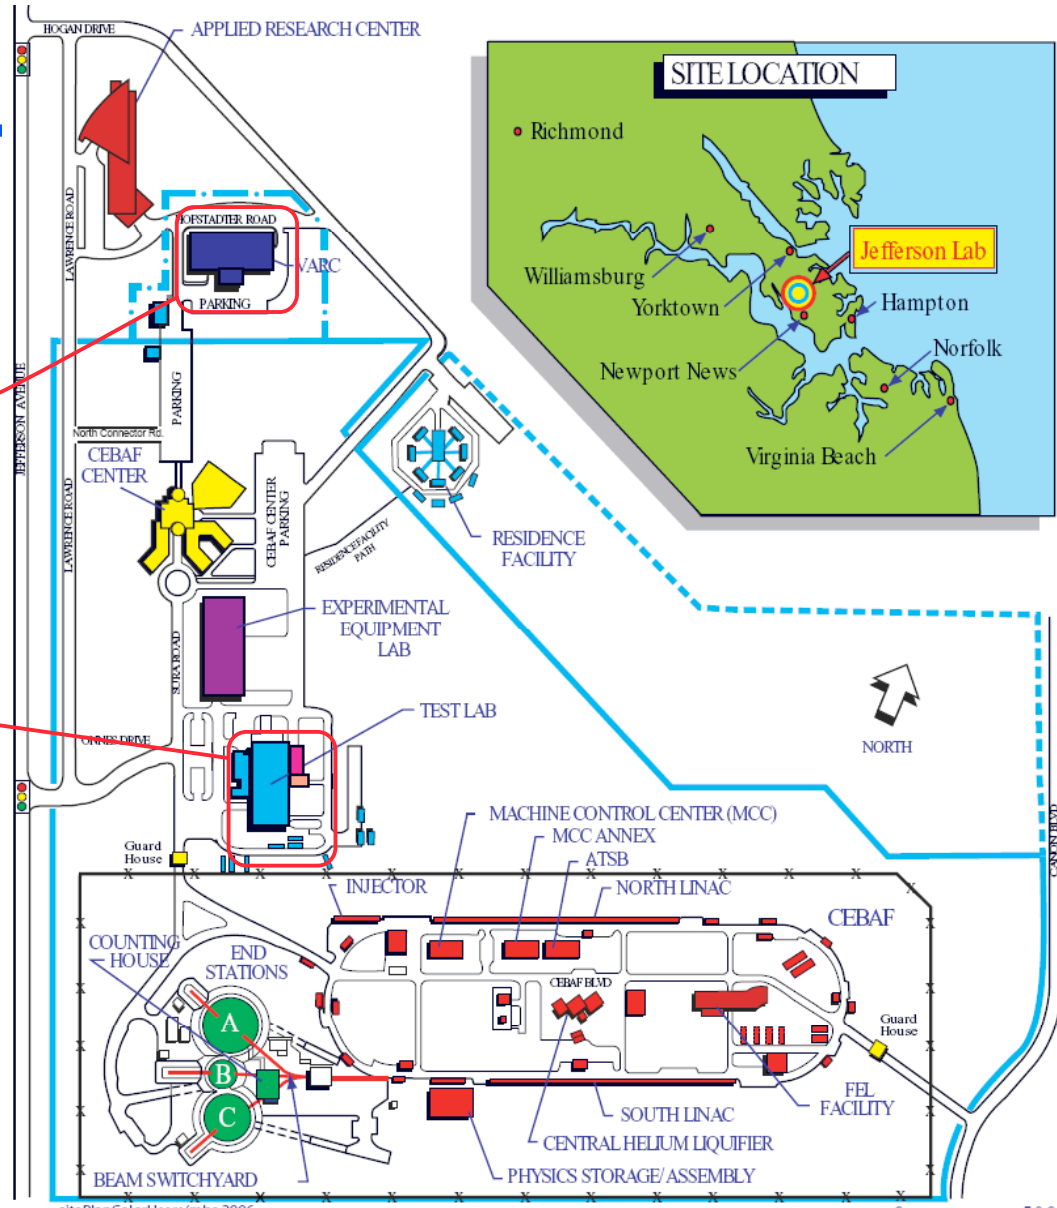 HOGAN DRIVE
APPLIED RESEARCH CENTER
SITE LOCATION
Richmond
Williamsburg
Yorktown
Jefferson Lab
Hampton
Newport News
Norfolk
Virginia Beach
LAWRENCE ROAD
HOFSTADTER ROAD
VARC
PARKING
JEFFERSON AVENUE
PARKING
North Connector Rd.
CEBAF
CENTER
LAWRENCE ROAD
CEBAF CENTER
PARKING
RESIDENCE FACILITY
PATH
RESIDENCE
FACILITY
EXPERIMENTAL
EQUIPMENT
LAB
SURA ROAD
TEST LAB
ONNES DRIVE
NORTH
CANON BLVD
MACHINE CONTROL CENTER (MCC)
MCC ANNEX
ATSB
Guard
House
INJECTOR
NORTH LINAC
CEBAF
COUNTING
HOUSE
END
STATIONS
CEBAF BLVD
A
B
C
Guard
House
FEL
FACILITY
SOUTH LINAC
CENTRAL HELIUM LIQUIFIER
BEAM SWITCHYARD
PHYSICS STORAGE/ASSEMBLY